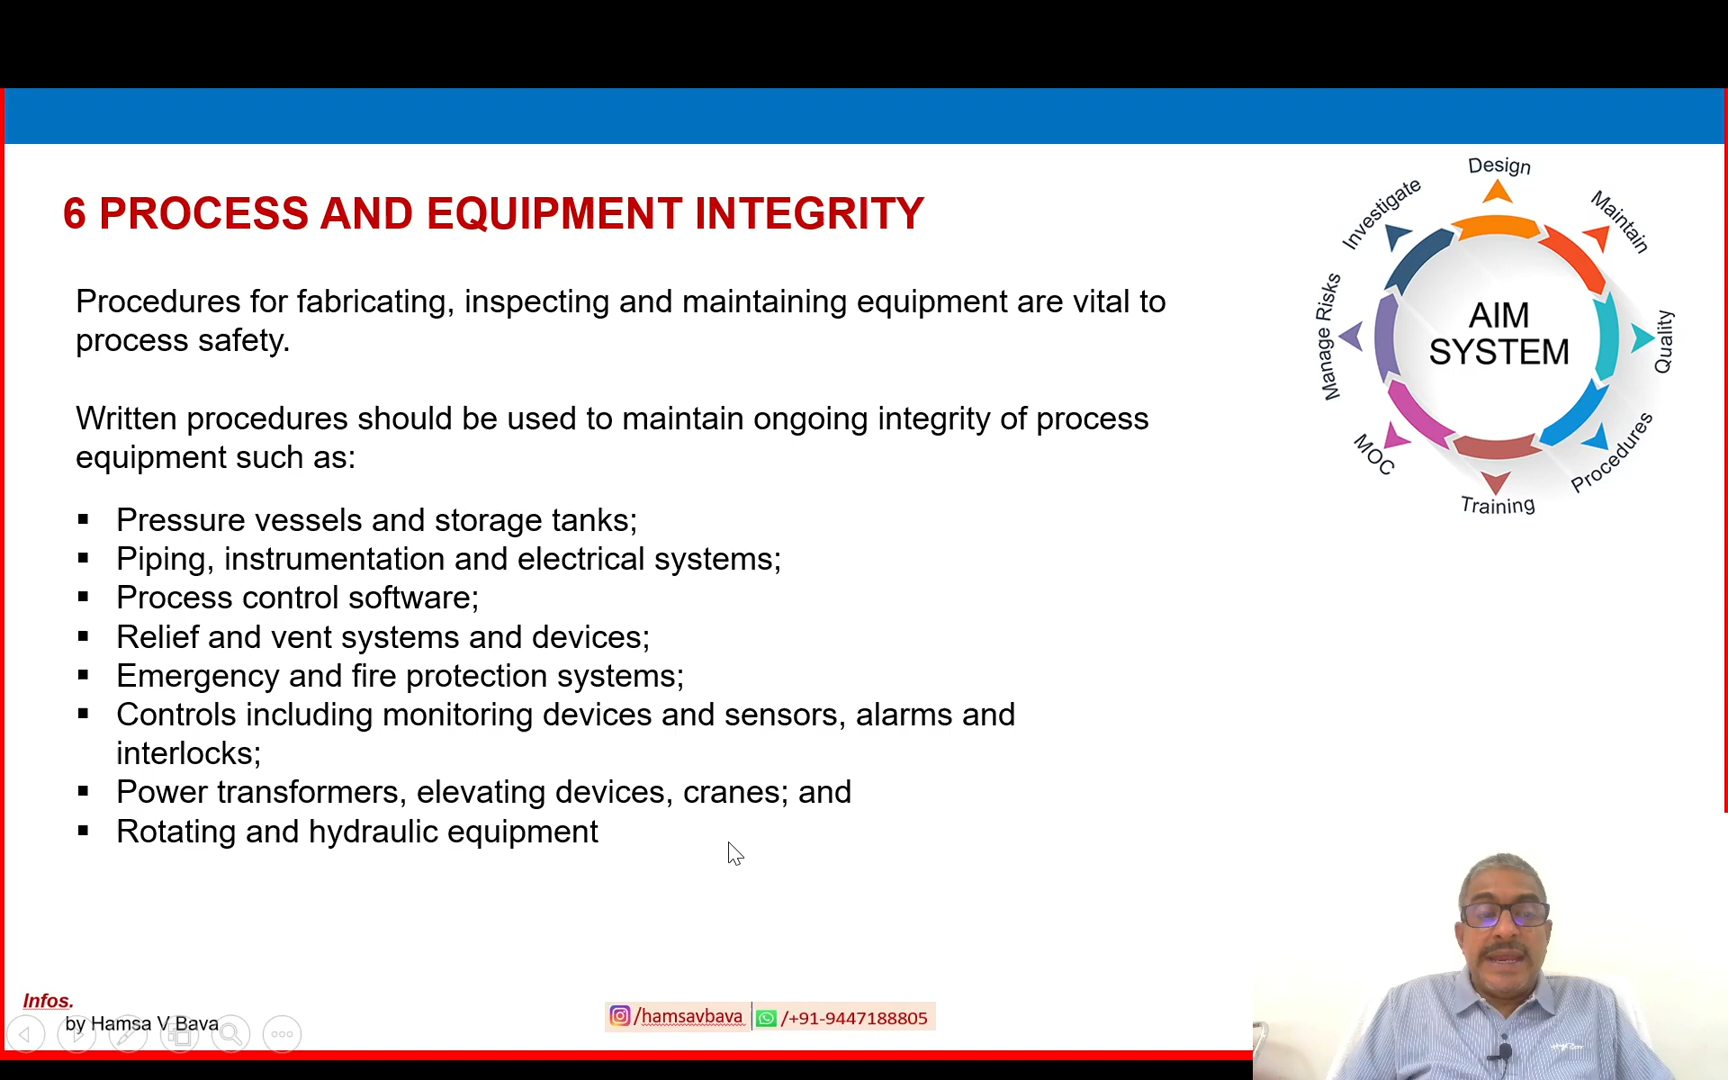 6 PROCESS AND EQUIPMENT INTEGRITY
Procedures for fabricating, inspecting and maintaining equipment are vital to
process safety.
Written procedures should be used to maintain ongoing integrity of process
equipment such as:
▪ Pressure vessels and storage tanks;
▪ Piping, instrumentation and electrical systems;
▪ Process control software;
▪ Relief and vent systems and devices;
▪ Emergency and fire protection systems;
▪ Controls including monitoring devices and sensors, alarms and
interlocks;
▪ Power transformers, elevating devices, cranes; and
▪ Rotating and hydraulic equipment
Design
Maintain
Quality
Procedures
Training
MOC
Manage Risks
Investigate
AIM
SYSTEM
Infos.
by Hamsa V Bava
/hamsavbava
/+91-9447188805